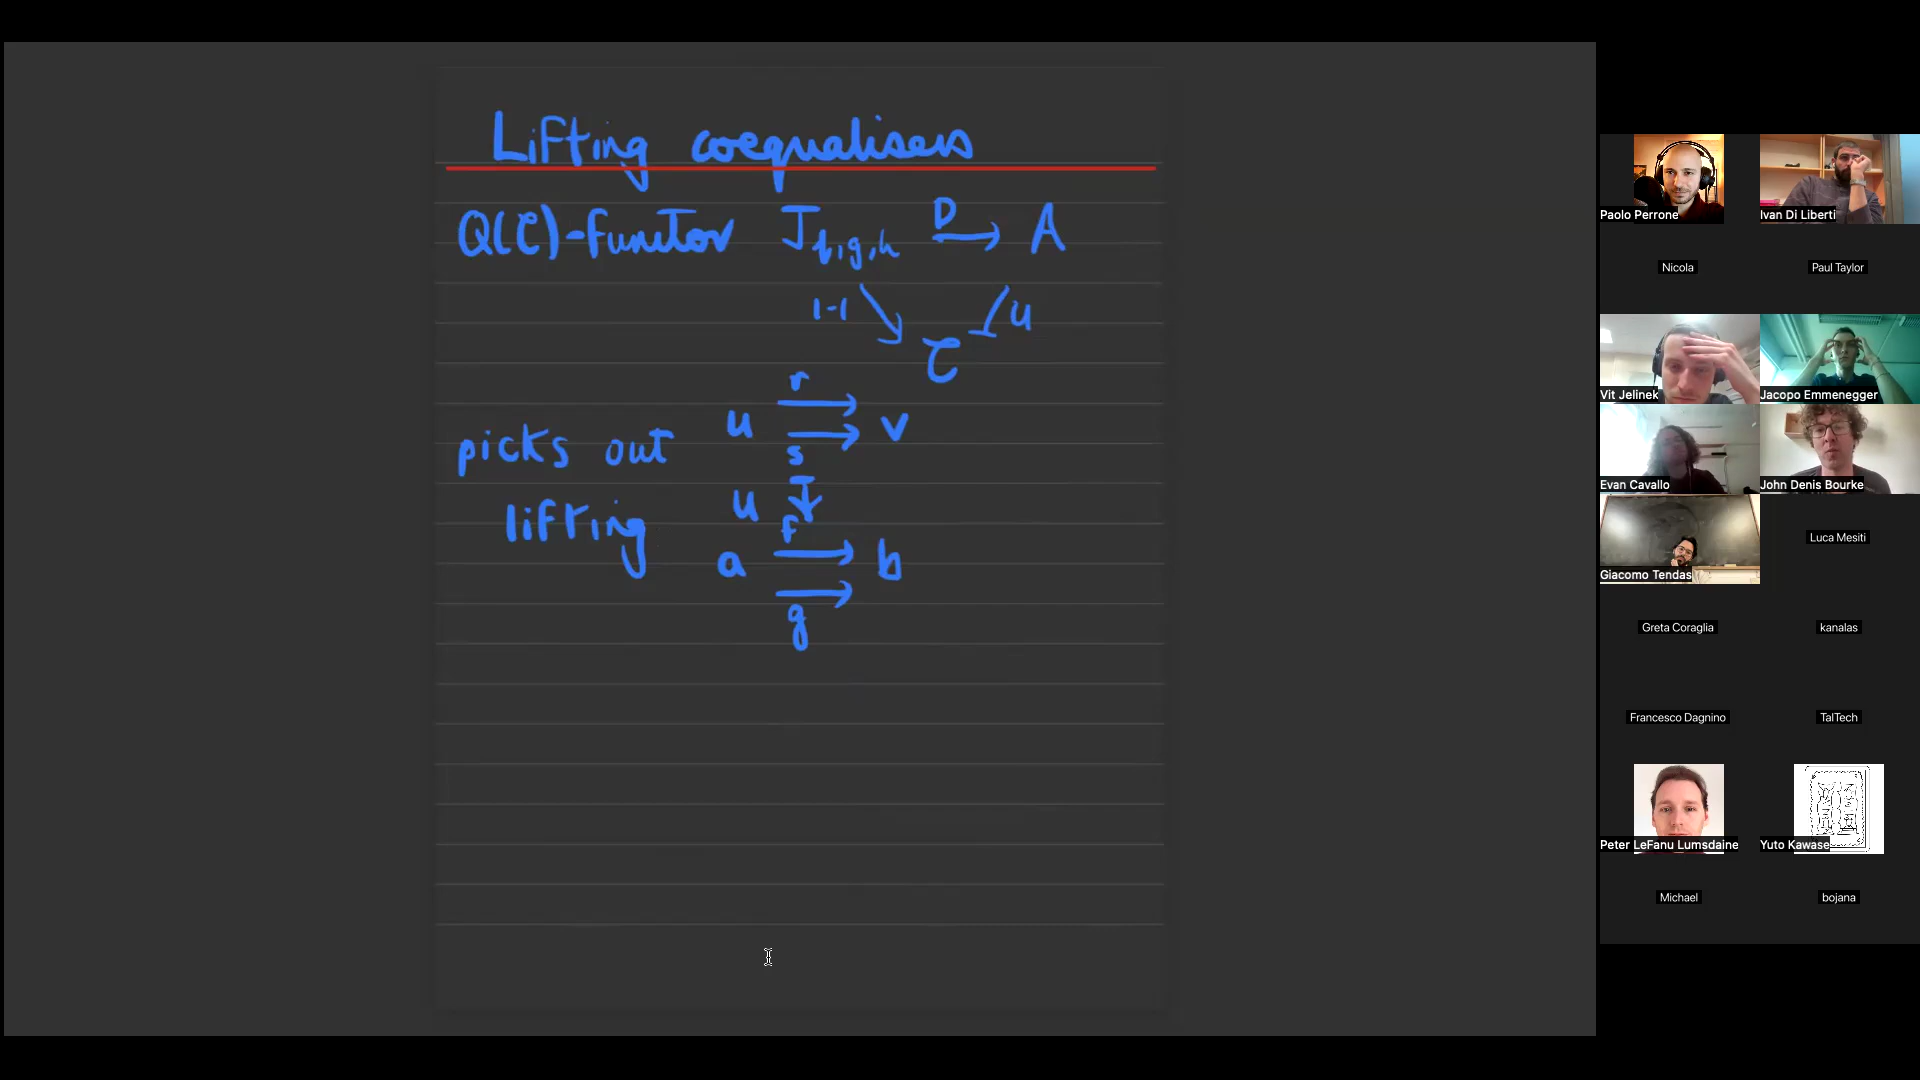 Lifting coequalisers
Q(C)-functor J_f,g,h D→ A
1-1 U
C
r
u v
picks out s
lifting U
f
a b
g
Paolo Perrone
Ivan Di Liberti
Nicola
Paul Taylor
Vit Jelinek
Jacopo Emmenegger
Evan Cavallo
John Denis Bourke
Giacomo Tendas
Luca Mesiti
Greta Coraglia
kanalas
Francesco Dagnino
TalTech
Peter LeFanu Lumsdaine
Yuto Kawase
Michael
bojana